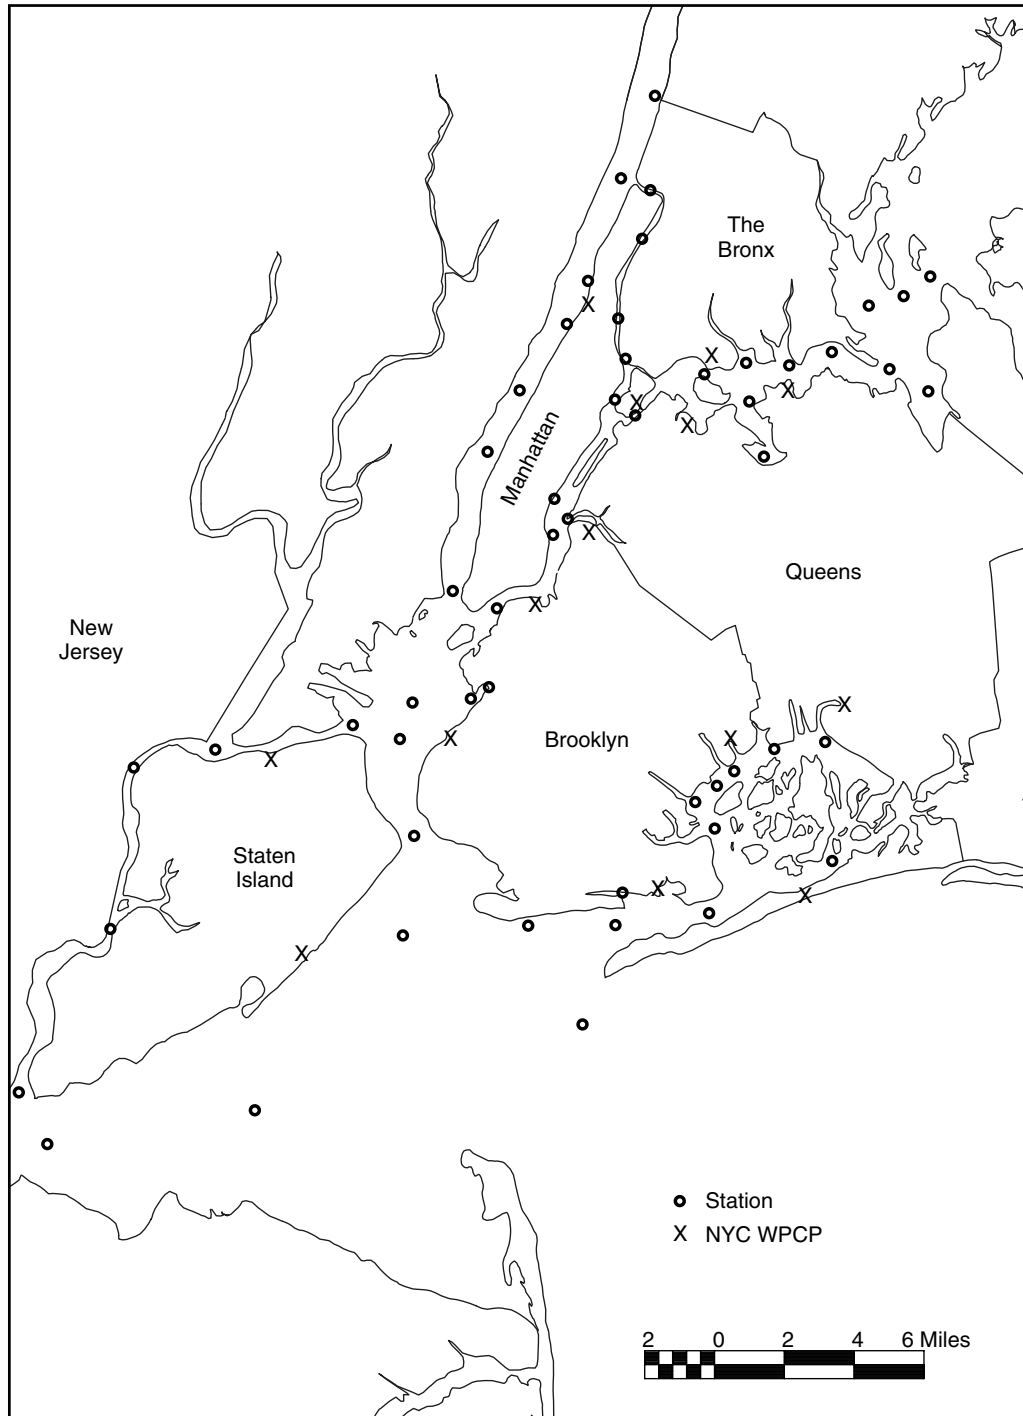 The
Bronx
Manhattan
Queens
New
Jersey
Brooklyn
Staten
Island
Station
X NYC WPCP
2 0 2 4 6 Miles